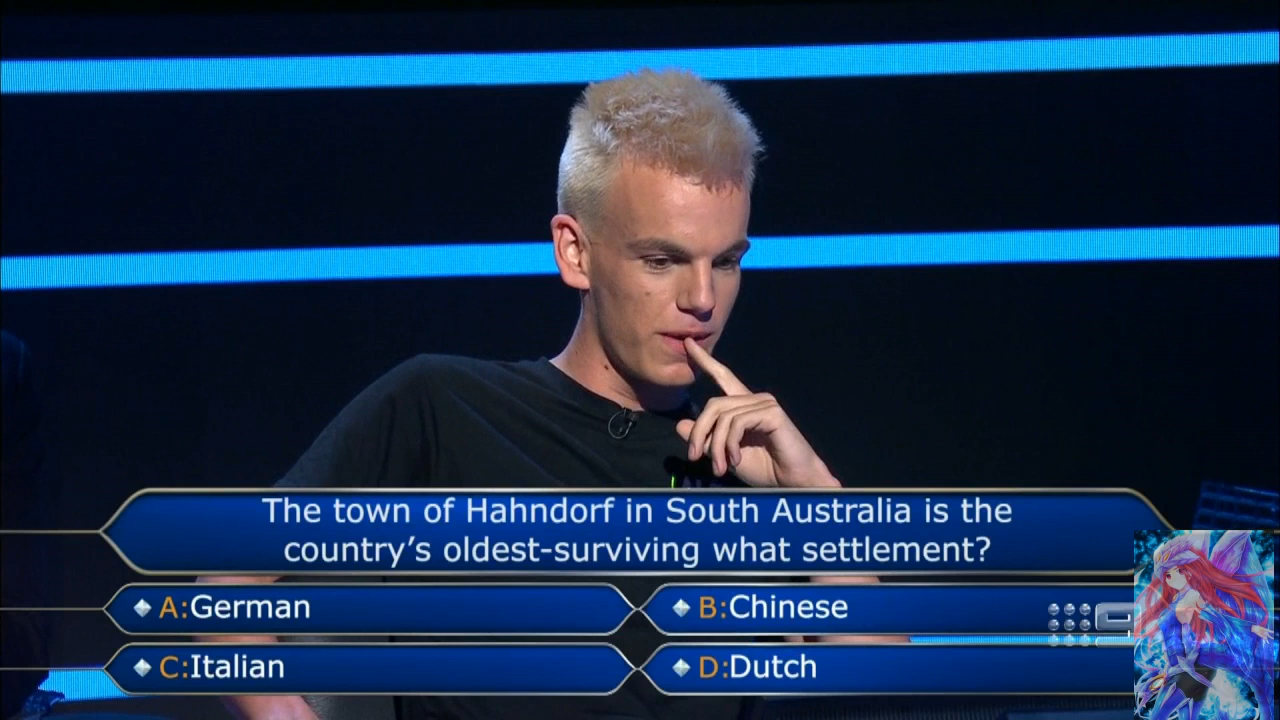 The town of Hahndorf in South Australia is the
country’s oldest-surviving what settlement?
A:German
B:Chinese
C:Italian
D:Dutch